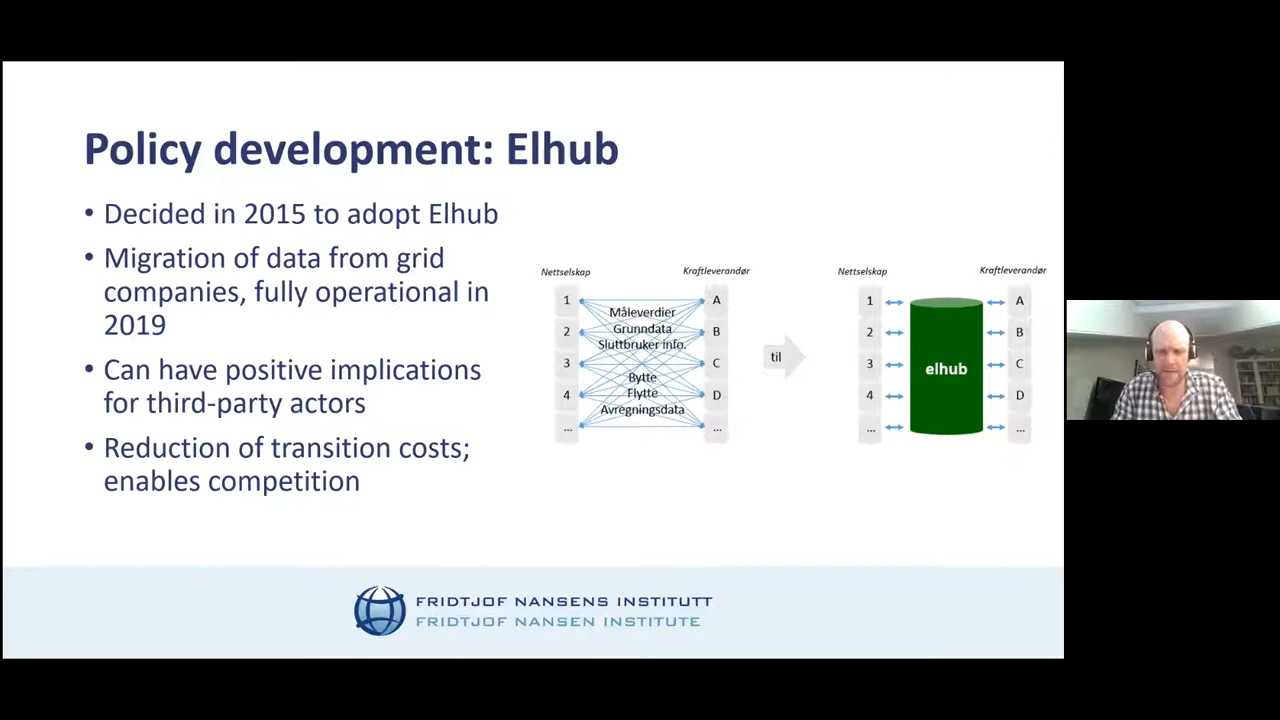 Policy development: Elhub
• Decided in 2015 to adopt Elhub
• Migration of data from grid
companies, fully operational in
2019
• Can have positive implications
for third-party actors
• Reduction of transition costs;
enables competition
Nettselskap
Kraftleverandør
1
2
3
4
...
Måleverdier
Grunndata
Sluttbruker info.
Bytte
Flytte
Avregningsdata
A
B
C
D
...
til
Nettselskap
Kraftleverandør
1
2
3
4
...
elhub
A
B
C
D
...
FRIDTJOF NANSENS INSTITUTT
FRIDTJOF NANSEN INSTITUTE